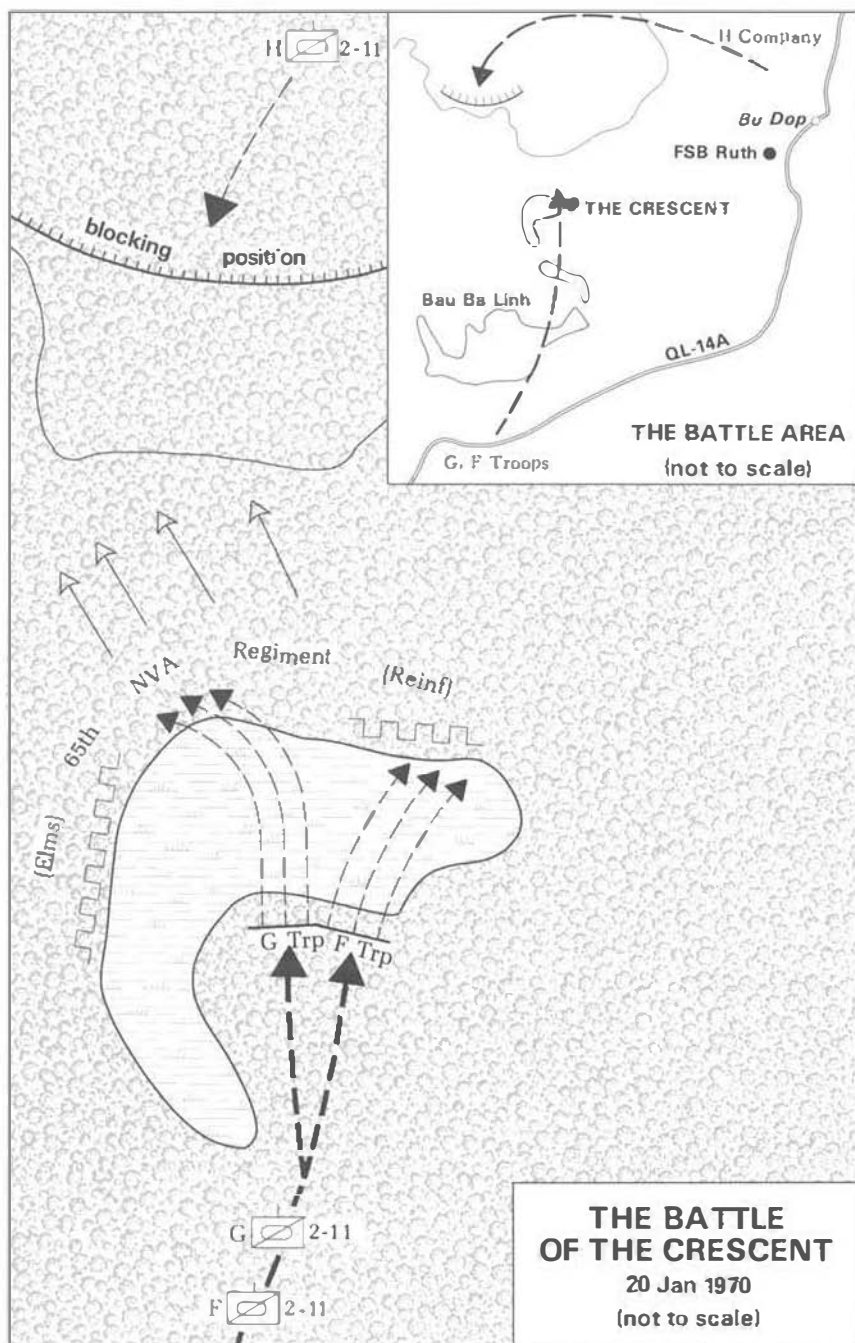 H 2-11
blocking position
H Company
Bu Dop
FSB Ruth
THE CRESCENT
Bau Ba Linh
QL-14A
THE BATTLE AREA
(not to scale)
G, F Troops
(Elms) 65th NVA Regiment (Reinf)
G Trp F Trp
G 2-11
F 2-11
THE BATTLE
OF THE CRESCENT
20 Jan 1970
(not to scale)